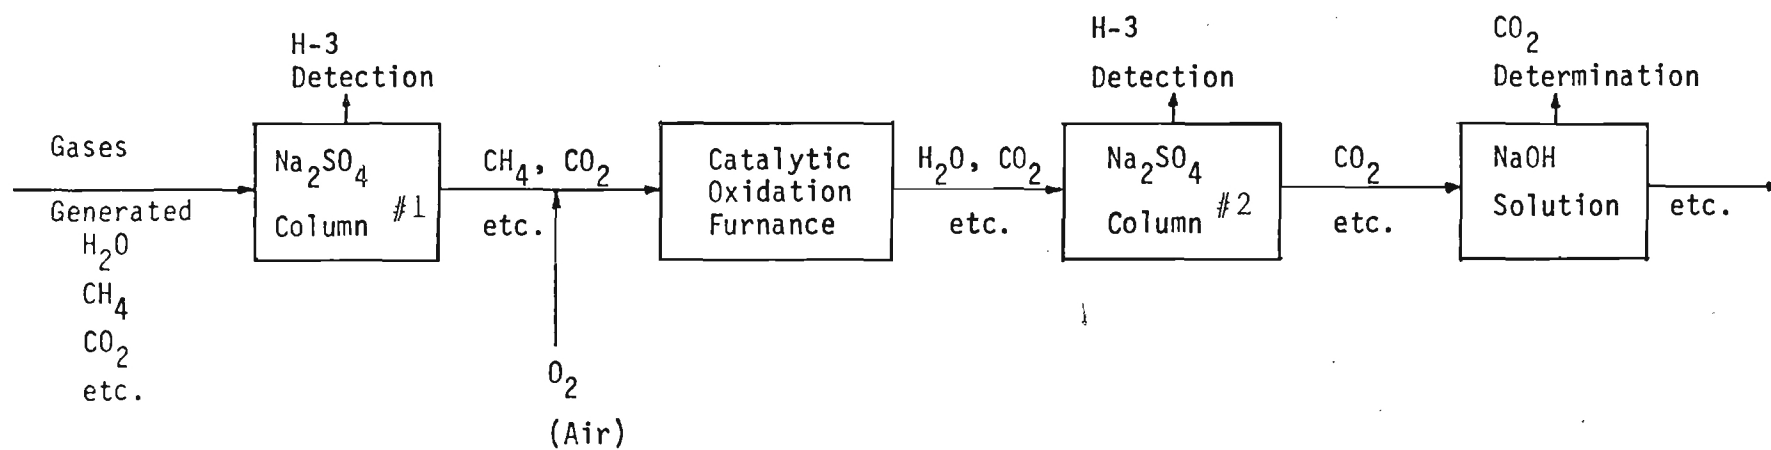 Gases
Generated
H₂O
CH₄
CO₂
etc.
H-3
Detection
Na₂SO₄
Column #1
CH₄, CO₂
etc.
O₂
(Air)
Catalytic
Oxidation
Furnance
H₂O, CO₂
etc.
H-3
Detection
Na₂SO₄
Column #2
CO₂
etc.
CO₂
Determination
NaOH
Solution
etc.